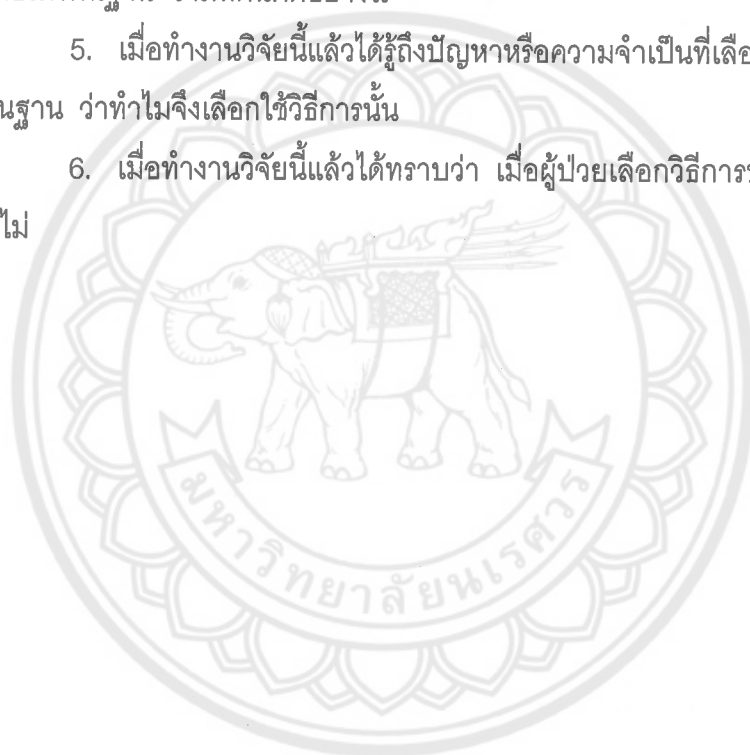 5. เมื่อทำงานวิจัยนี้แล้วได้รู้ถึงปัญหาหรือความจำเป็นที่เลือ
นฐาน ว่าทำไมจึงเลือกใช้วิธีการนั้น
6. เมื่อทำงานวิจัยนี้แล้วได้ทราบว่า เมื่อผู้ป่วยเลือกวิธีการ
ไม่
มหาวิทยาลัยนเรศวร